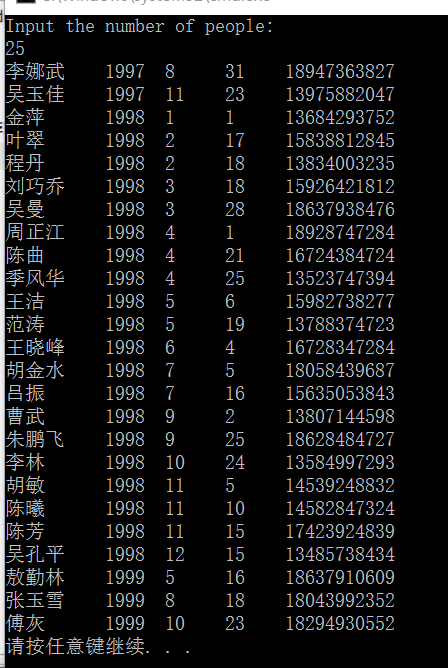 Input the number of people:
25
李娜武 1997 8 31 18947363827
吴玉佳 1997 11 23 13975882047
金萍 1998 1 1 13684293752
叶翠 1998 2 17 15838812845
程丹 1998 2 18 13834003235
刘巧乔 1998 3 18 15926421812
吴曼 1998 3 28 18637938476
周正江 1998 4 1 18928747284
陈曲 1998 4 21 16724384724
季风华 1998 4 25 13523747394
王洁 1998 5 6 15982738277
范涛 1998 5 19 13788374723
王晓峰 1998 6 4 16728347284
胡金水 1998 7 5 18058439687
吕振 1998 7 16 15635053843
曹武 1998 9 2 13807144598
朱鹏飞 1998 9 25 18628484727
李林 1998 10 24 13584997293
胡敏 1998 11 5 14539248832
陈曦 1998 11 10 14582847324
陈芳 1998 11 15 17423924839
吴孔平 1998 12 15 13485738434
敖勤林 1999 5 16 18637910609
张玉雪 1999 8 18 18043992352
傅灰 1999 10 23 18294930552
请按任意键继续. . .